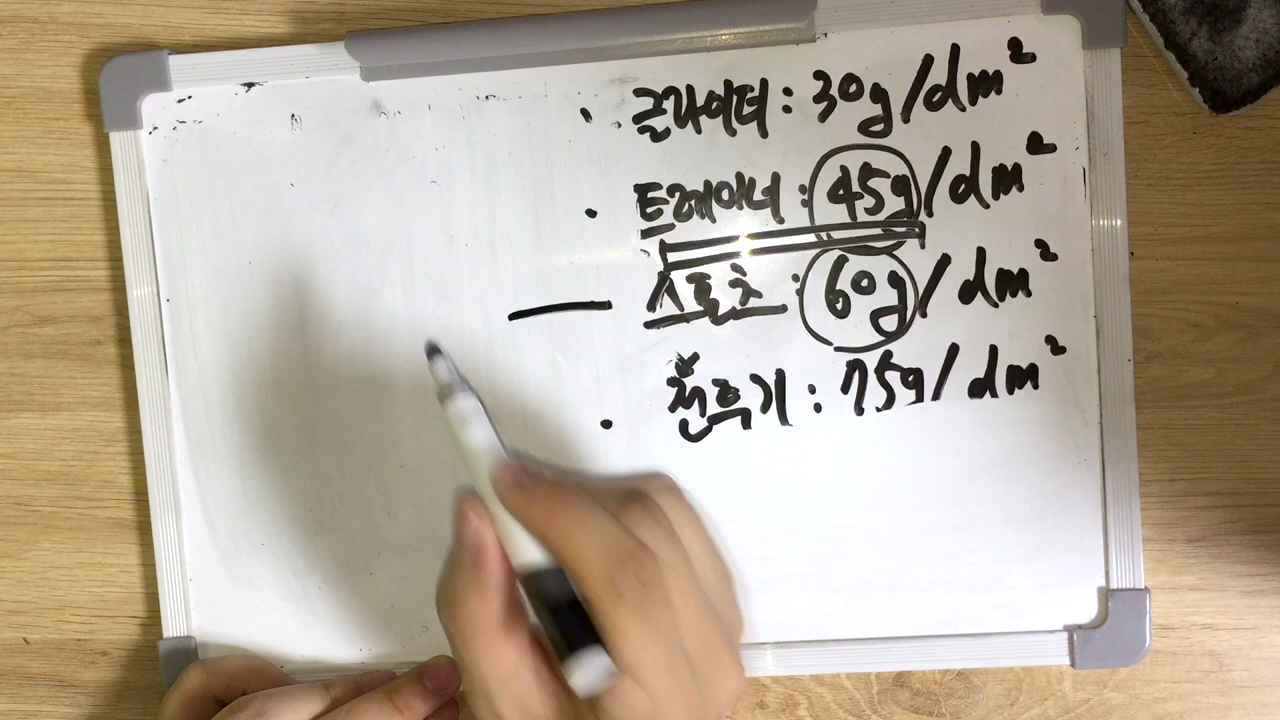 · 글라이더 : 30g/dm²
· 트레이너 : 45g/dm²
— 스포츠 : 60g/dm²
· 전투기 : 75g/dm²